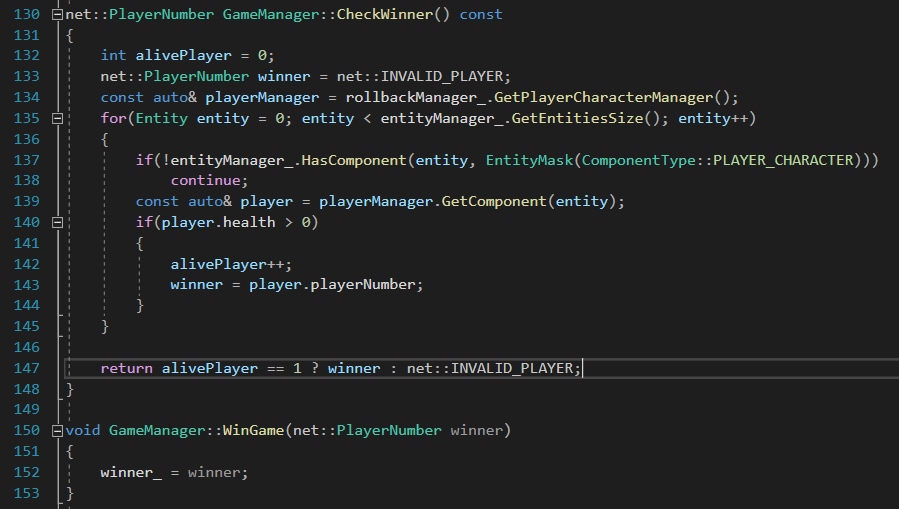 130 net::PlayerNumber GameManager::CheckWinner() const
131 {
132     int alivePlayer = 0;
133     net::PlayerNumber winner = net::INVALID_PLAYER;
134     const auto& playerManager = rollbackManager_.GetPlayerCharacterManager();
135     for(Entity entity = 0; entity < entityManager_.GetEntitiesSize(); entity++)
136     {
137         if(!entityManager_.HasComponent(entity, EntityMask(ComponentType::PLAYER_CHARACTER)))
138             continue;
139         const auto& player = playerManager.GetComponent(entity);
140         if(player.health > 0)
141         {
142             alivePlayer++;
143             winner = player.playerNumber;
144         }
145     }
146
147     return alivePlayer == 1 ? winner : net::INVALID_PLAYER;
148 }
149
150 void GameManager::WinGame(net::PlayerNumber winner)
151 {
152     winner_ = winner;
153 }